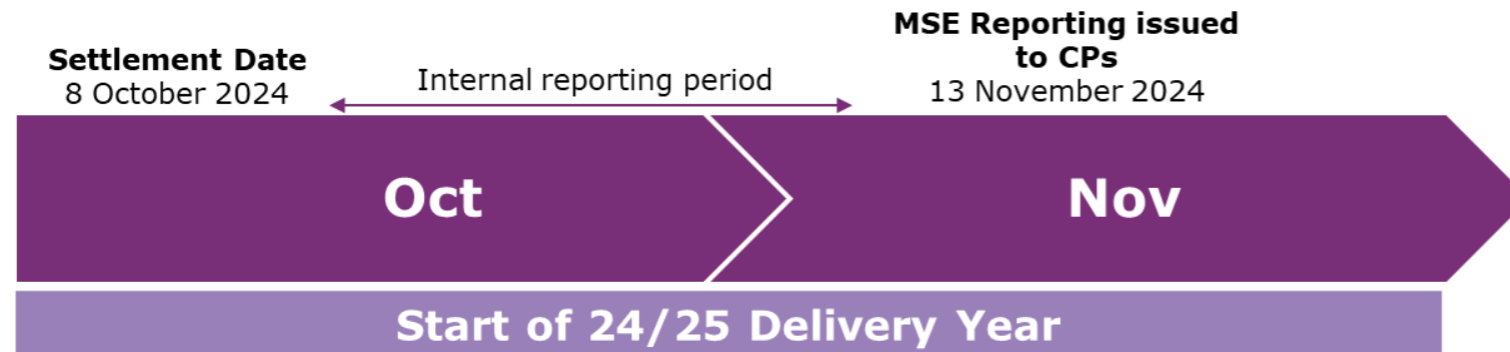 Settlement Date
8 October 2024
Internal reporting period
MSE Reporting issued
to CPs
13 November 2024
Oct
Nov
Start of 24/25 Delivery Year